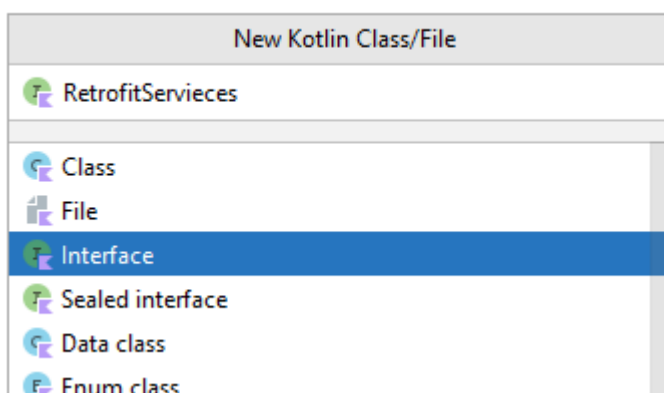 New Kotlin Class/File
RetrofitServieces
Class
File
Interface
Sealed interface
Data class
Enum class